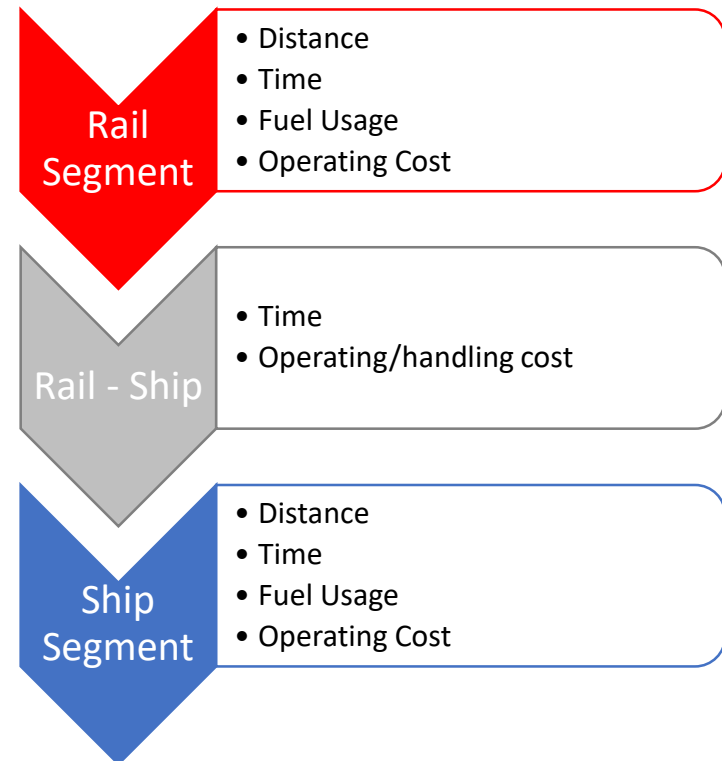 Rail
Segment
• Distance
• Time
• Fuel Usage
• Operating Cost
Rail - Ship
• Time
• Operating/handling cost
Ship
Segment
• Distance
• Time
• Fuel Usage
• Operating Cost